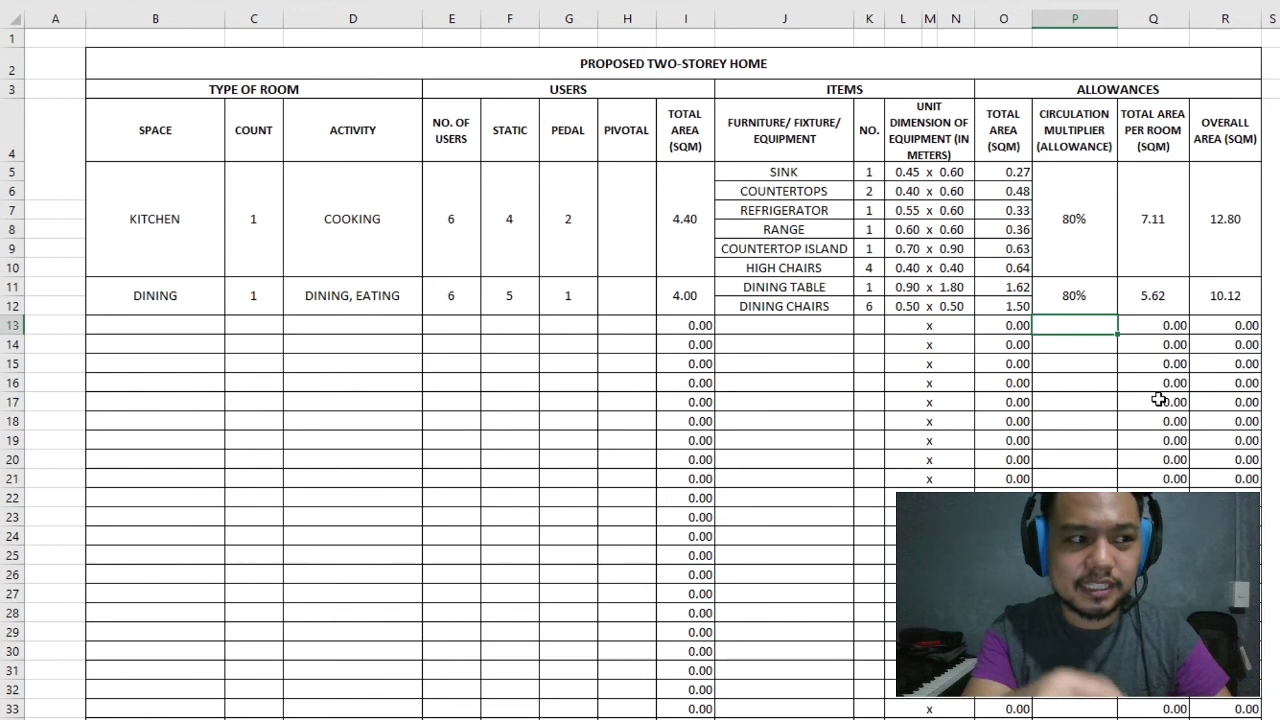 A B C D E F G H I J K L M N O P Q R S
1
2 PROPOSED TWO-STOREY HOME
3 TYPE OF ROOM USERS ITEMS ALLOWANCES
4 SPACE COUNT ACTIVITY NO. OF USERS STATIC PEDAL PIVOTAL TOTAL AREA (SQM) FURNITURE/ FIXTURE/ EQUIPMENT NO. UNIT DIMENSION OF EQUIPMENT (IN METERS) TOTAL AREA (SQM) CIRCULATION MULTIPLIER (ALLOWANCE) TOTAL AREA PER ROOM (SQM) OVERALL AREA (SQM)
5 SINK 1 0.45 x 0.60 0.27
6 COUNTERTOPS 2 0.40 x 0.60 0.48
7 REFRIGERATOR 1 0.55 x 0.60 0.33
KITCHEN 1 COOKING 6 4 2 4.40 80% 7.11 12.80
8 RANGE 1 0.60 x 0.60 0.36
9 COUNTERTOP ISLAND 1 0.70 x 0.90 0.63
10 HIGH CHAIRS 4 0.40 x 0.40 0.64
11 DINING TABLE 1 0.90 x 1.80 1.62
DINING 1 DINING, EATING 6 5 1 4.00 80% 5.62 10.12
12 DINING CHAIRS 6 0.50 x 0.50 1.50
13 0.00 x 0.00 0.00 0.00
14 0.00 x 0.00 0.00 0.00
15 0.00 x 0.00 0.00 0.00
16 0.00 x 0.00 0.00 0.00
17 0.00 x 0.00 0.00
18 0.00 x 0.00 0.00 0.00
19 0.00 x 0.00 0.00 0.00
20 0.00 x 0.00 0.00 0.00
21 0.00 x 0.00 0.00 0.00
22 0.00
23 0.00
24 0.00
25 0.00
26 0.00
27 0.00
28 0.00
29 0.00
30 0.00
31 0.00
32 0.00
33 0.00 x 0.00 0.00 0.00